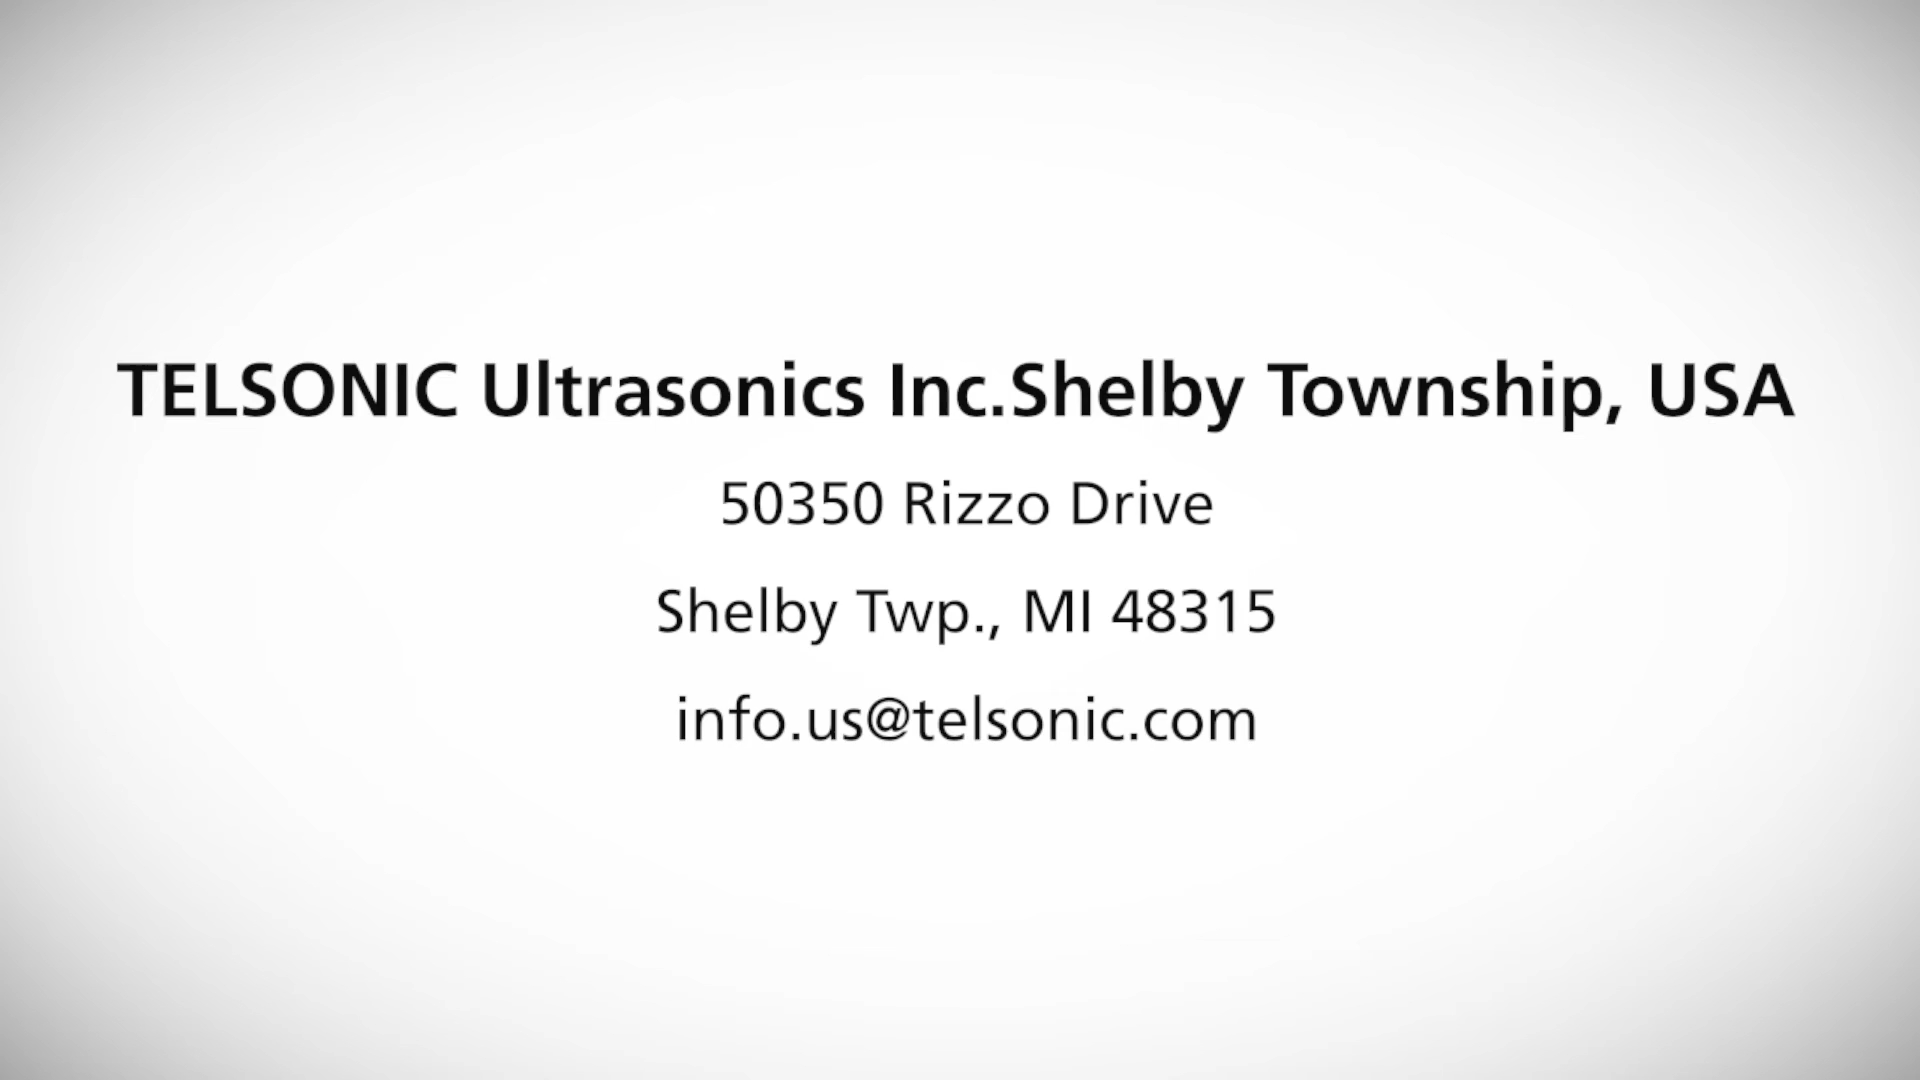 TELSONIC Ultrasonics Inc.Shelby Township, USA
50350 Rizzo Drive
Shelby Twp., MI 48315
info.us@telsonic.com